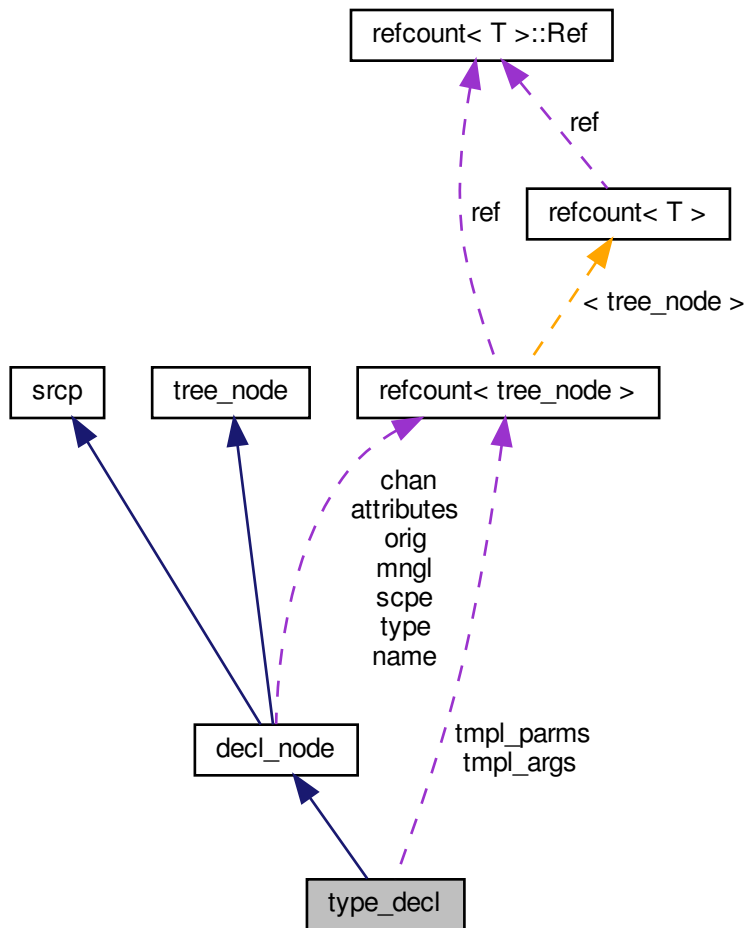 refcount< T >::Ref
ref
refcount< T >
ref
< tree_node >
srcp
tree_node
refcount< tree_node >
chan
attributes
orig
mngl
scpe
type
name
decl_node
tmpl_parms
tmpl_args
type_decl